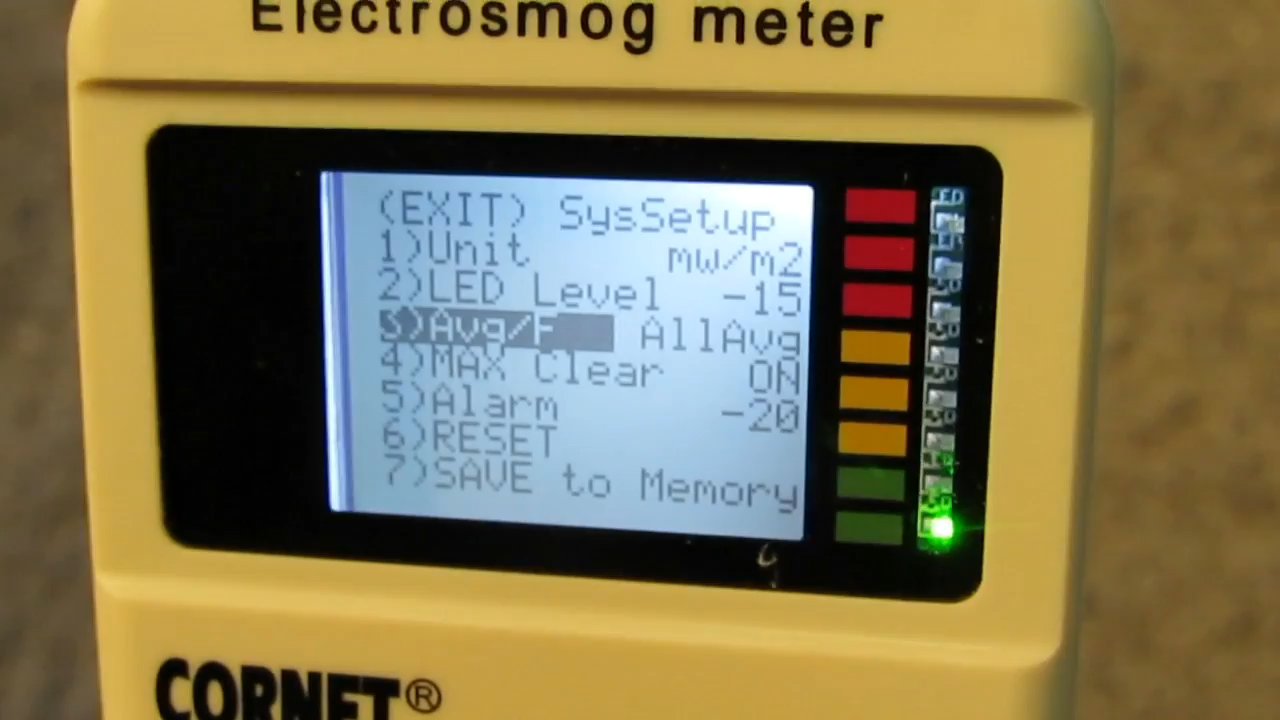 Electrosmog meter
(EXIT) SysSetup
1)Unit mw/m2
2)LED Level -15
3)Avg/F AllAvg
4)MAX Clear ON
5)Alarm -20
6)RESET
7)SAVE to Memory
CORNET®